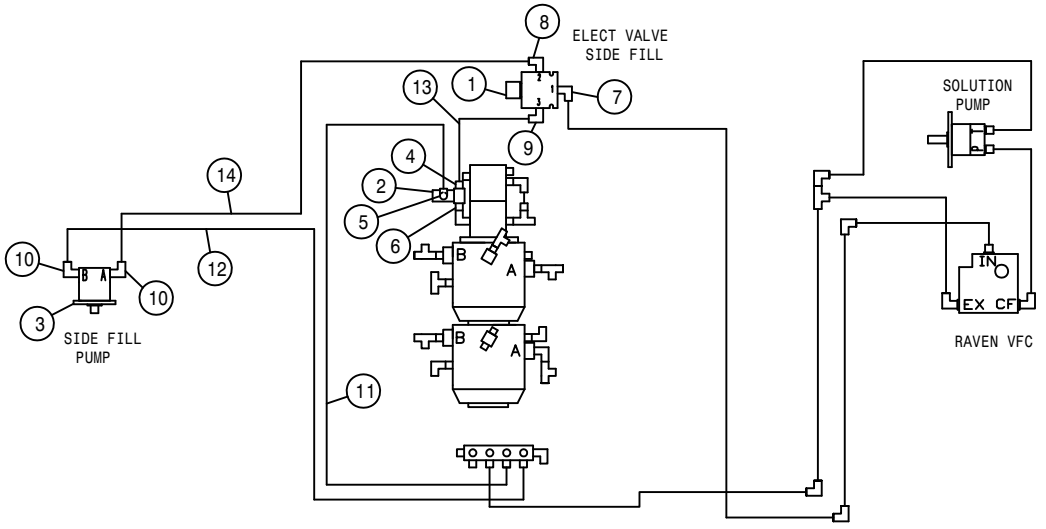 8
ELECT VALVE
SIDE FILL
1
2
1
3
7
13
9
SOLUTION
PUMP
4
2
5
6
14
12
10
B A
10
3
SIDE FILL
PUMP
B
A
B
A
11
IN
EX CF
RAVEN VFC